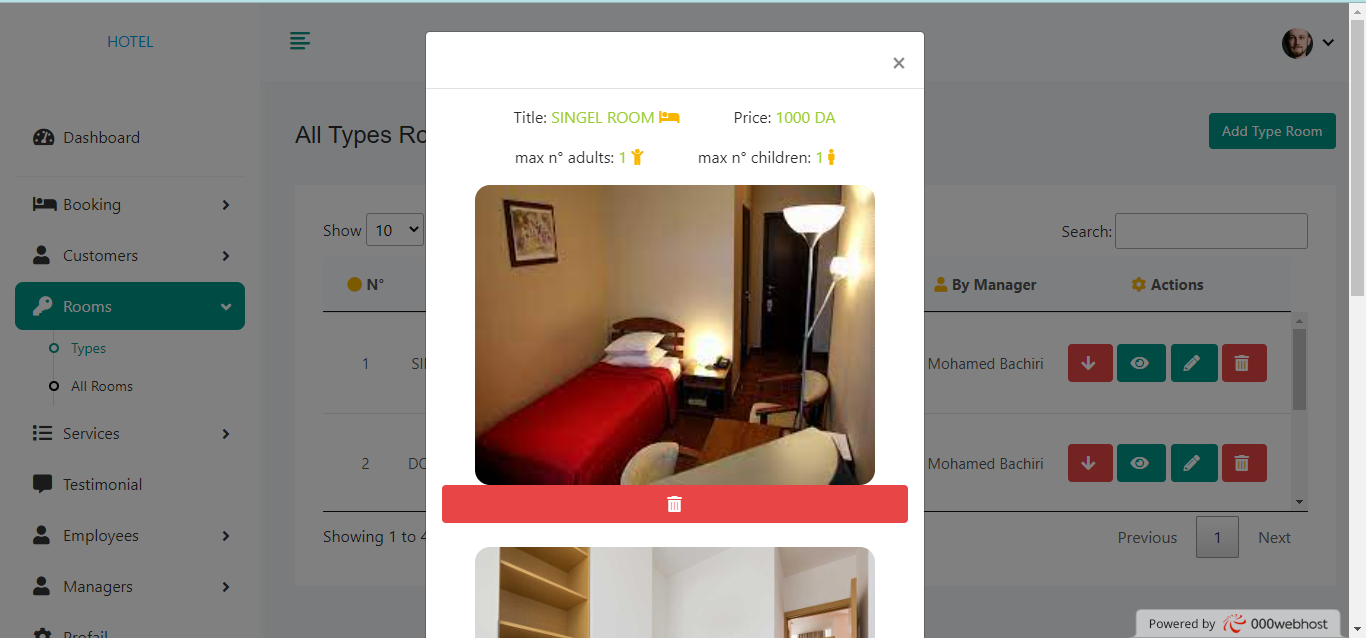 HOTEL
×
Title: SINGEL ROOM
Price: 1000 DA
max n° adults: 1
max n° children: 1
Dashboard
Booking
Customers
Rooms
Types
All Rooms
Services
Testimonial
Employees
Managers
Profail
All Types Ro
Add Type Room
Show 10
Search:
N°
By Manager
Actions
1
SI
Mohamed Bachiri
2
DO
Mohamed Bachiri
Showing 1 to 4
Previous
1
Next
Powered by 000webhost